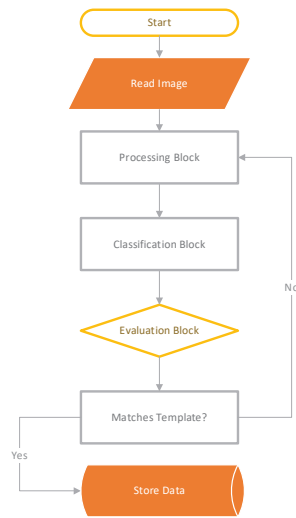 Start
Read Image
Processing Block
Classification Block
No
Evaluation Block
Matches Template?
Yes
Store Data